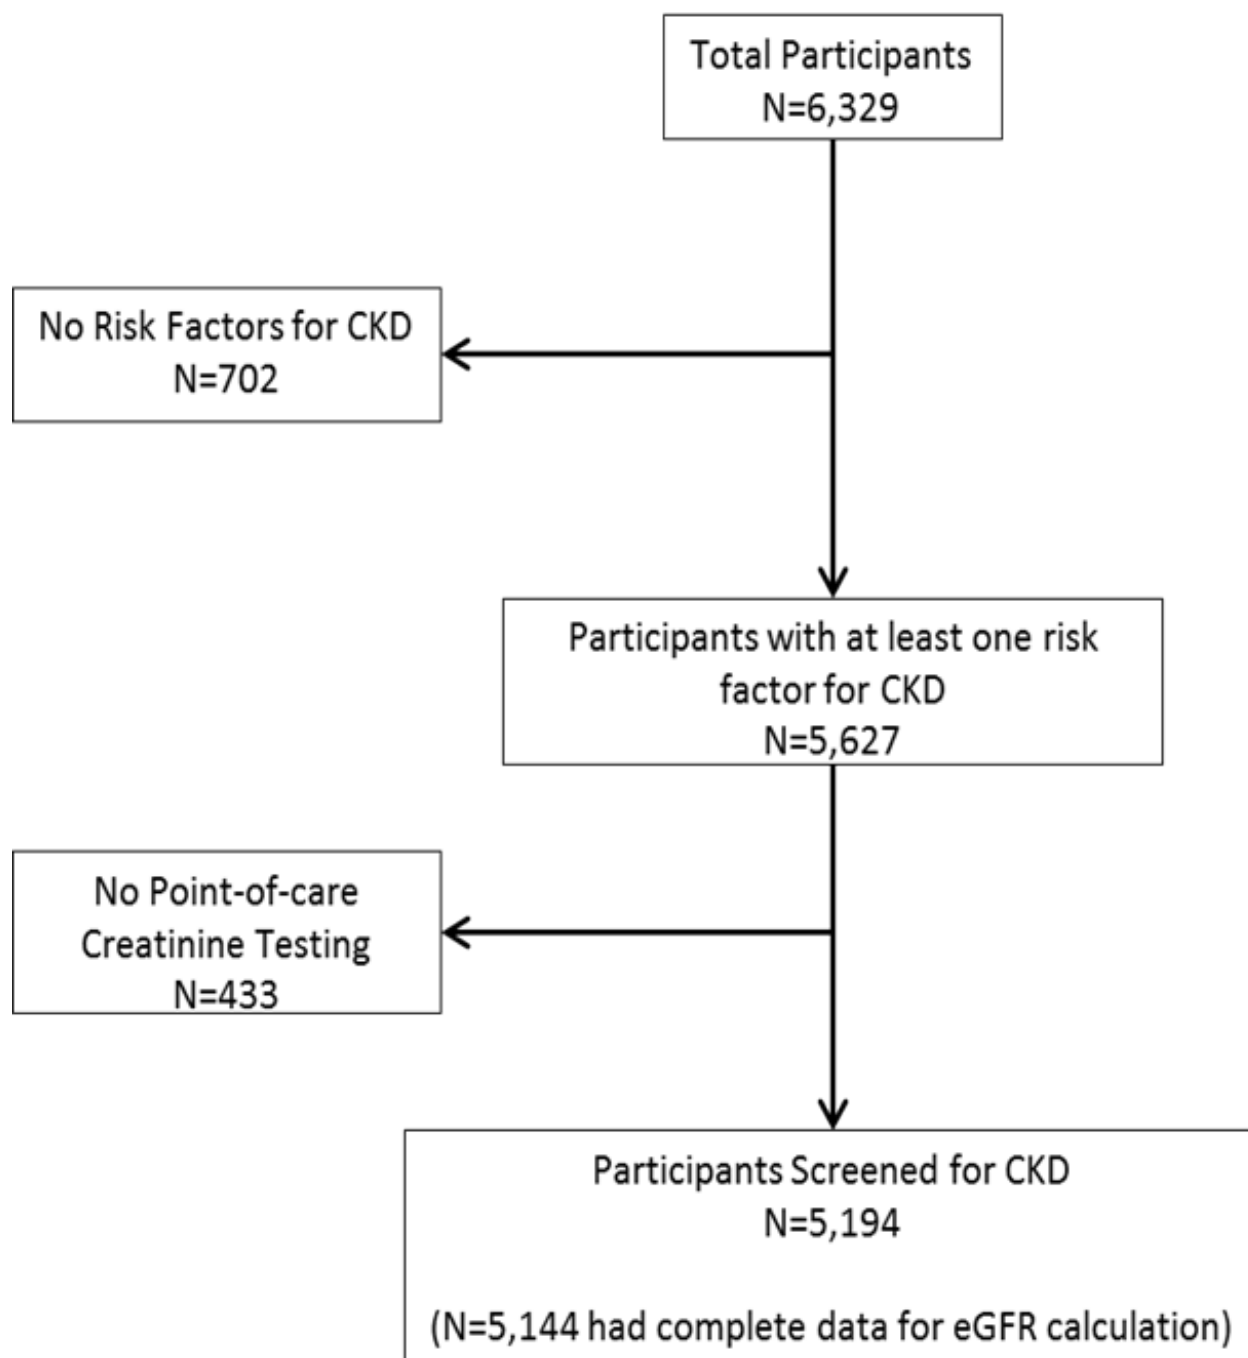 Total Participants
N=6,329
No Risk Factors for CKD
N=702
Participants with at least one risk
factor for CKD
N=5,627
No Point-of-care
Creatinine Testing
N=433
Participants Screened for CKD
N=5,194
(N=5,144 had complete data for eGFR calculation)